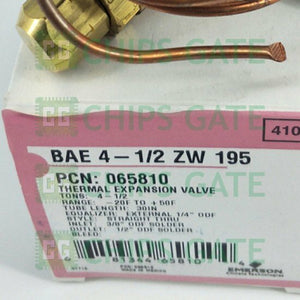 CHIPS GATE
410
BAE 4-1/2 ZW 195
PCN: 065810
THERMAL EXPANSION VALVE
TONS: 4-1/2
RANGE: -20F TO +50F
TUBE LENGTH: 30IN
EQUALIZER: EXTERNAL 1/4" ODF
STYLE: STRAIGHT THRU
INLET: 3/8" ODF SOLDER
OUTLET: 1/2" ODF SOLDER
BLEED:
EMERSON
Climate Technologies